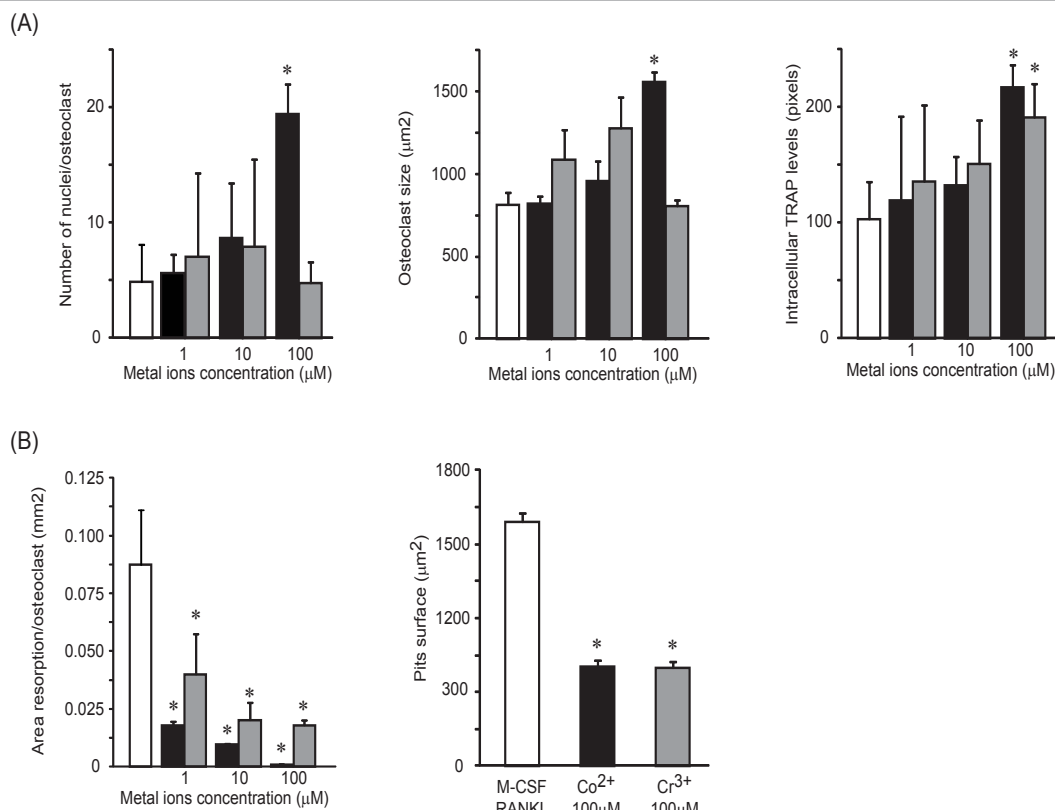 (A)
Number of nuclei/osteoclast
20
10
0
1 10 100
Metal ions concentration (μM)
*
Osteoclast size (μm2)
1500
1000
500
0
1 10 100
Metal ions concentration (μM)
*
Intracellular TRAP levels (pixels)
200
100
0
1 10 100
Metal ions concentration (μM)
* *
(B)
Area resorption/osteoclast (mm2)
0.125
0.100
0.075
0.050
0.025
0
* * * * * *
1 10 100
Metal ions concentration (μM)
Pits surface (μm2)
1800
1500
1200
300
0
* *
M-CSF Co2+ Cr3+
RANKL 100μM 100μM